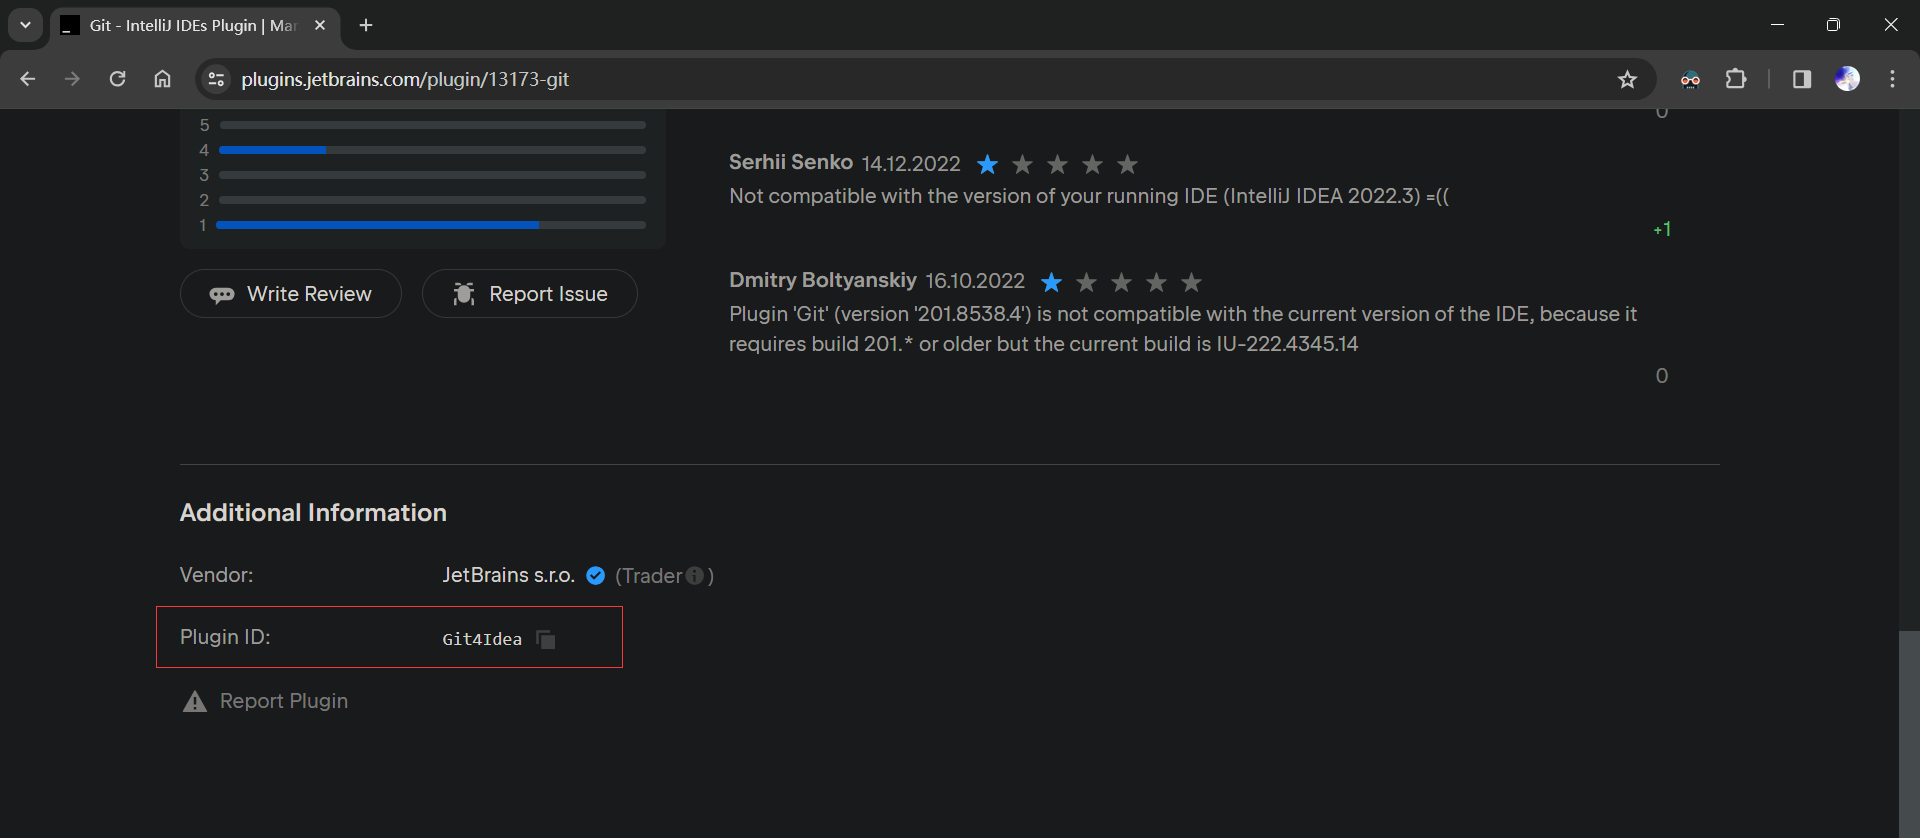 Git - IntelliJ IDEs Plugin | Mar
plugins.jetbrains.com/plugin/13173-git
5
4
3
2
1
Write Review
Report Issue
0
Serhii Senko 14.12.2022
Not compatible with the version of your running IDE (IntelliJ IDEA 2022.3) =((
+1
Dmitry Boltyanskiy 16.10.2022
Plugin 'Git' (version '201.8538.4') is not compatible with the current version of the IDE, because it
requires build 201.* or older but the current build is IU-222.4345.14
0
Additional Information
Vendor: JetBrains s.r.o. (Trader )
Plugin ID: Git4Idea
Report Plugin